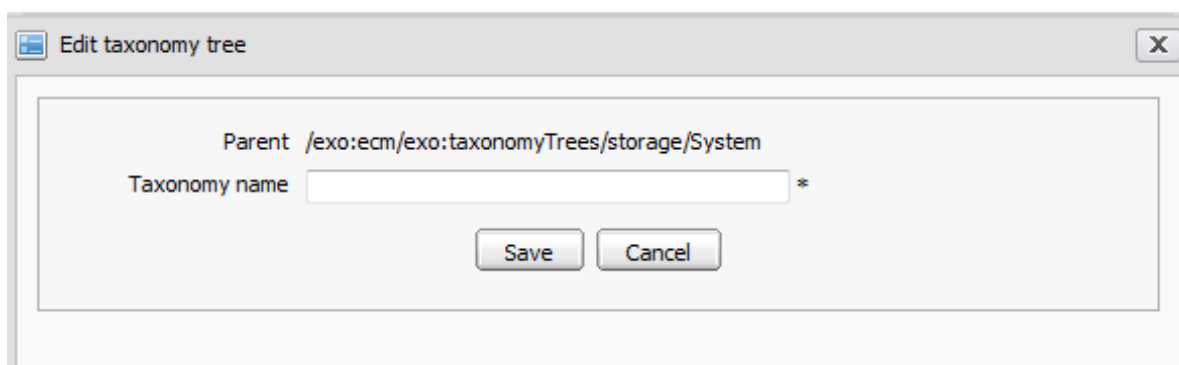 Edit taxonomy tree X
Parent /exo:ecm/exo:taxonomyTrees/storage/System
Taxonomy name *
Save Cancel